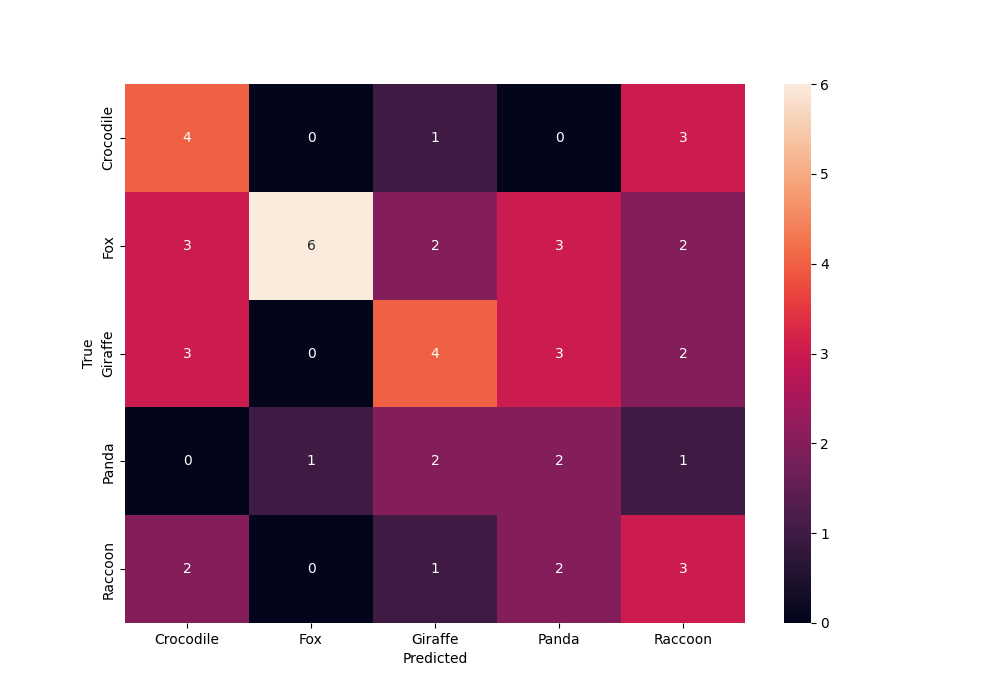 Crocodile 4 0 1 0 3
Fox 3 6 2 3 2
Giraffe 3 0 4 3 2
Panda 0 1 2 2 1
Raccoon 2 0 1 2 3
True
Crocodile Fox Giraffe Panda Raccoon
Predicted
6
5
4
3
2
1
0